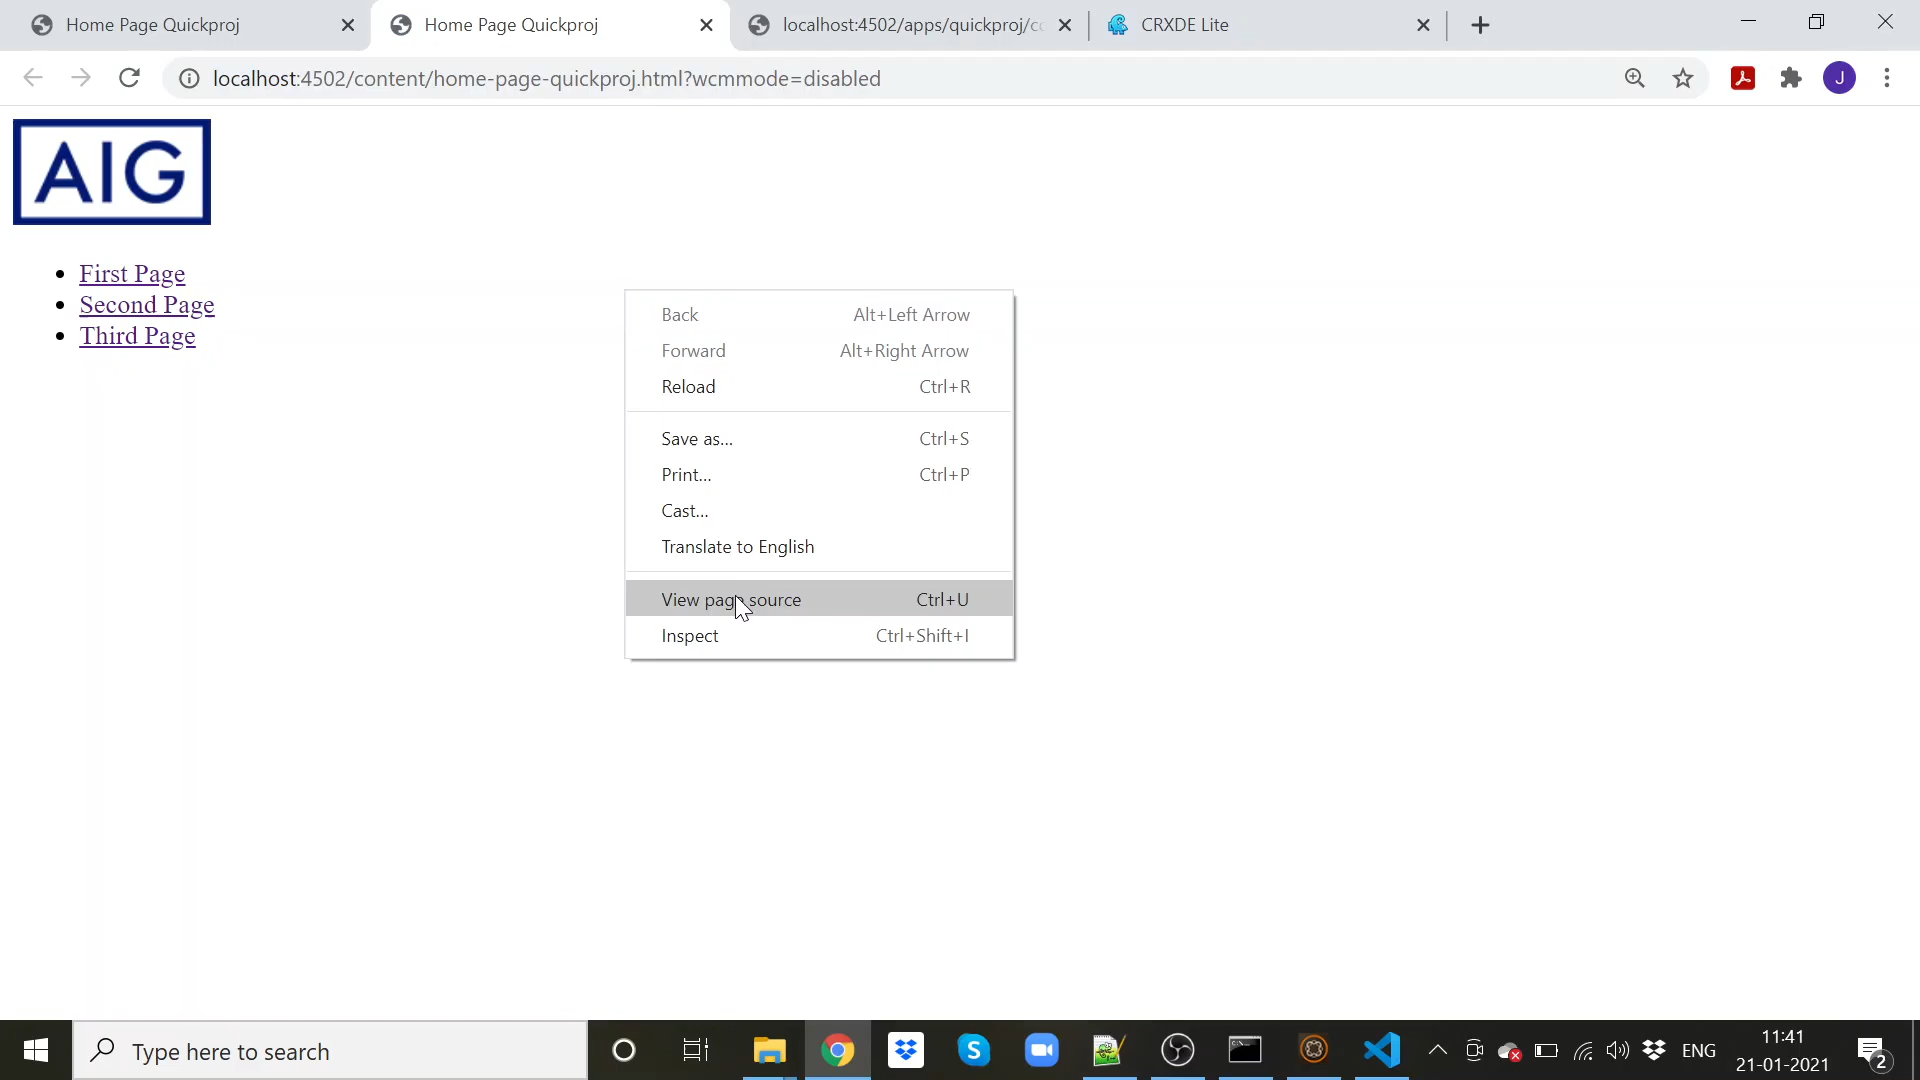 Home Page Quickproj
Home Page Quickproj
localhost:4502/apps/quickproj/cc
CRXDE Lite
localhost:4502/content/home-page-quickproj.html?wcmmode=disabled
J
AIG
First Page
Second Page
Third Page
Back Alt+Left Arrow
Forward Alt+Right Arrow
Reload Ctrl+R
Save as... Ctrl+S
Print... Ctrl+P
Cast...
Translate to English
View page source Ctrl+U
Inspect Ctrl+Shift+I
Type here to search
ENG
11:41
21-01-2021
2